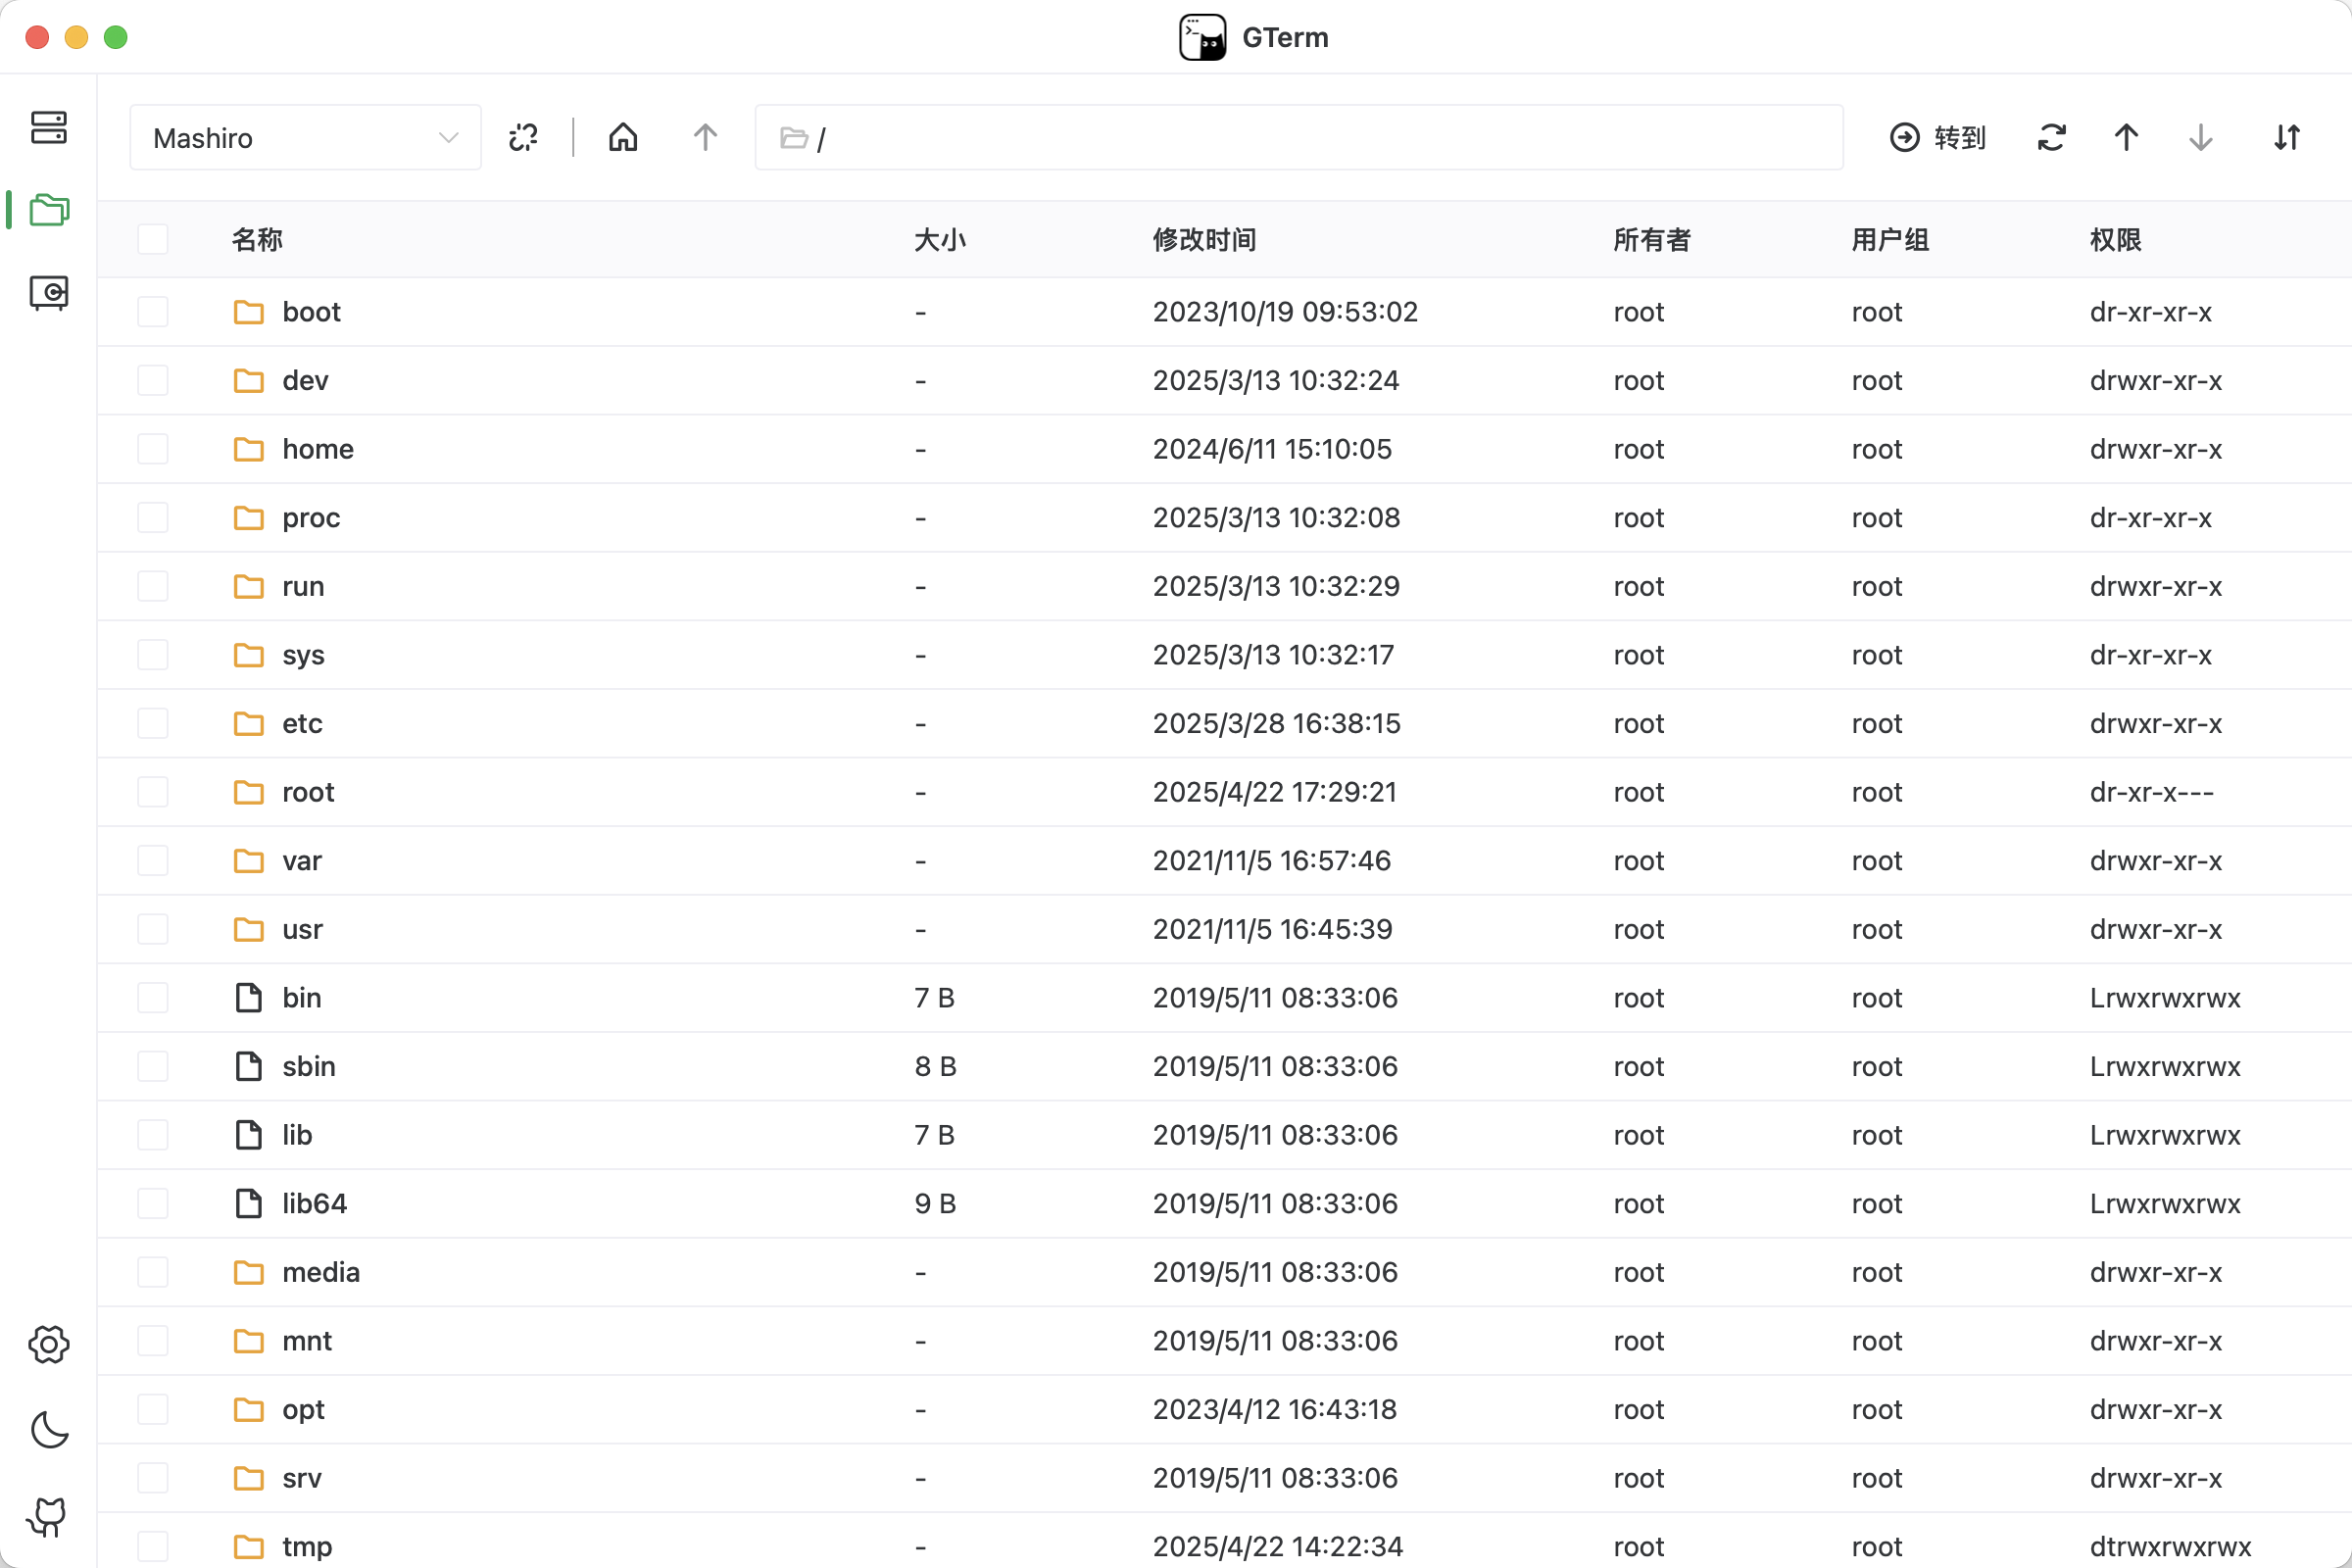 GTerm
Mashiro / 转到
名称 大小 修改时间 所有者 用户组 权限
boot - 2023/10/19 09:53:02 root root dr-xr-xr-x
dev - 2025/3/13 10:32:24 root root drwxr-xr-x
home - 2024/6/11 15:10:05 root root drwxr-xr-x
proc - 2025/3/13 10:32:08 root root dr-xr-xr-x
run - 2025/3/13 10:32:29 root root drwxr-xr-x
sys - 2025/3/13 10:32:17 root root dr-xr-xr-x
etc - 2025/3/28 16:38:15 root root drwxr-xr-x
root - 2025/4/22 17:29:21 root root dr-xr-x---
var - 2021/11/5 16:57:46 root root drwxr-xr-x
usr - 2021/11/5 16:45:39 root root drwxr-xr-x
bin 7 B 2019/5/11 08:33:06 root root Lrwxrwxrwx
sbin 8 B 2019/5/11 08:33:06 root root Lrwxrwxrwx
lib 7 B 2019/5/11 08:33:06 root root Lrwxrwxrwx
lib64 9 B 2019/5/11 08:33:06 root root Lrwxrwxrwx
media - 2019/5/11 08:33:06 root root drwxr-xr-x
mnt - 2019/5/11 08:33:06 root root drwxr-xr-x
opt - 2023/4/12 16:43:18 root root drwxr-xr-x
srv - 2019/5/11 08:33:06 root root drwxr-xr-x
tmp - 2025/4/22 14:22:34 root root dtrwxrwxrwx